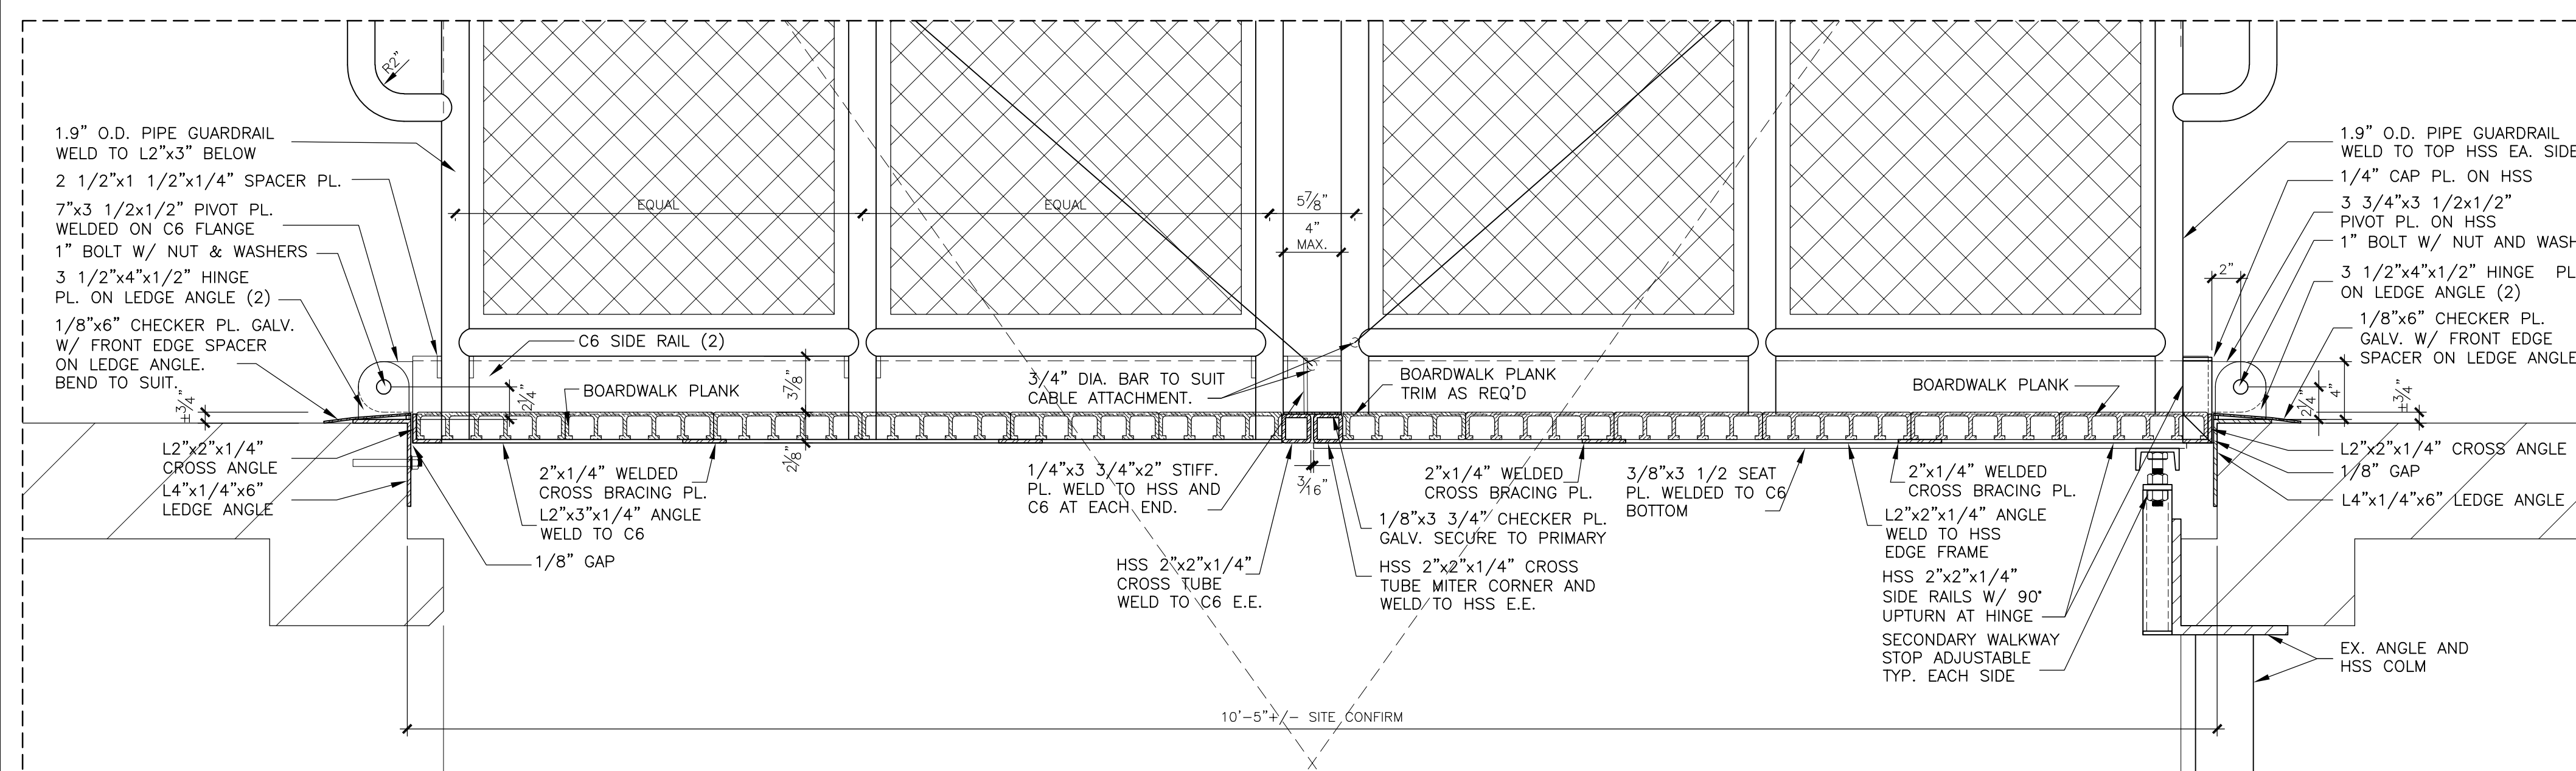 R2"
1.9" O.D. PIPE GUARDRAIL
WELD TO L2"x3" BELOW
2 1/2"x1 1/2"x1/4" SPACER PL.
7"x3 1/2x1/2" PIVOT PL.
WELDED ON C6 FLANGE
1" BOLT W/ NUT & WASHERS
3 1/2"x4"x1/2" HINGE
PL. ON LEDGE ANGLE (2)
1/8"x6" CHECKER PL. GALV.
W/ FRONT EDGE SPACER
ON LEDGE ANGLE.
BEND TO SUIT.
±3/4"
L2"x2"x1/4"
CROSS ANGLE
L4"x1/4"x6"
LEDGE ANGLE
EQUAL
EQUAL
5 7/8"
4"
MAX.
C6 SIDE RAIL (2)
BOARDWALK PLANK
2 1/4"
3 7/8"
2 1/8"
2"x1/4" WELDED
CROSS BRACING PL.
L2"x3"x1/4" ANGLE
WELD TO C6
1/8" GAP
3/4" DIA. BAR TO SUIT
CABLE ATTACHMENT.
BOARDWALK PLANK
TRIM AS REQ'D
BOARDWALK PLANK
1/4"x3 3/4"x2" STIFF.
PL. WELD TO HSS AND
C6 AT EACH END.
3/16"
HSS 2"x2"x1/4"
CROSS TUBE
WELD TO C6 E.E.
2"x1/4" WELDED
CROSS BRACING PL.
1/8"x3 3/4" CHECKER PL.
GALV. SECURE TO PRIMARY
HSS 2"x2"x1/4" CROSS
TUBE MITER CORNER AND
WELD TO HSS E.E.
3/8"x3 1/2 SEAT
PL. WELDED TO C6
BOTTOM
2"x1/4" WELDED
CROSS BRACING PL.
L2"x2"x1/4" ANGLE
WELD TO HSS
EDGE FRAME
HSS 2"x2"x1/4"
SIDE RAILS W/ 90°
UPTURN AT HINGE
SECONDARY WALKWAY
STOP ADJUSTABLE
TYP. EACH SIDE
1.9" O.D. PIPE GUARDRAIL
WELD TO TOP HSS EA. SIDE
1/4" CAP PL. ON HSS
3 3/4"x3 1/2x1/2"
PIVOT PL. ON HSS
1" BOLT W/ NUT AND WASH
2"
3 1/2"x4"x1/2" HINGE PL.
ON LEDGE ANGLE (2)
1/8"x6" CHECKER PL.
GALV. W/ FRONT EDGE
SPACER ON LEDGE ANGLE
2 1/4"
4"
±3/4"
L2"x2"x1/4" CROSS ANGLE
1/8" GAP
L4"x1/4"x6" LEDGE ANGLE
EX. ANGLE AND
HSS COLM
10'-5"+/- SITE CONFIRM